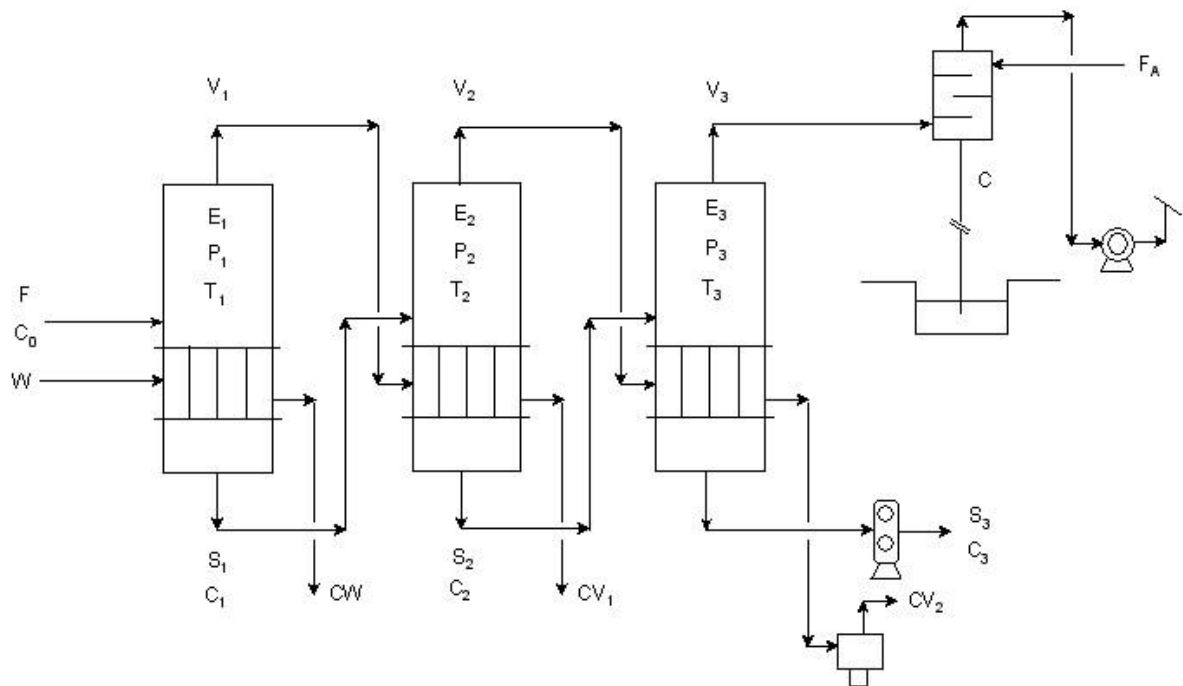 V₁
V₂
V₃
F_A
C
E₁
P₁
T₁
E₂
P₂
T₂
E₃
P₃
T₃
F
C₀
W
S₁
C₁
CW
S₂
C₂
CV₁
S₃
C₃
CV₂